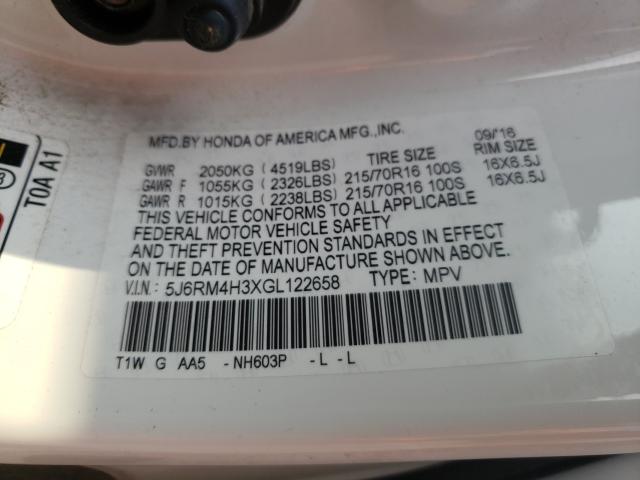 MFD.BY HONDA OF AMERICA MFG.,INC. 09/'16
GVWR 2050KG (4519LBS) TIRE SIZE RIM SIZE
GAWR F 1055KG (2326LBS) 215/70R16 100S 16X6.5J
GAWR R 1015KG (2238LBS) 215/70R16 100S 16X6.5J
THIS VEHICLE CONFORMS TO ALL APPLICABLE
FEDERAL MOTOR VEHICLE SAFETY
AND THEFT PREVENTION STANDARDS IN EFFECT
ON THE DATE OF MANUFACTURE SHOWN ABOVE.
V.I.N.: 5J6RM4H3XGL122658 TYPE: MPV
T1W G AA5 - NH603P - L - L
T0A A1